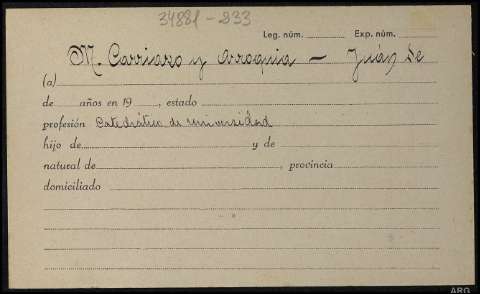 34881-233
Leg. núm. Exp. núm.
M. Carriazo y Arroquia - Juán de
(a)
de años en 19 , estado
profesión Catedrático de universidad
hijo de y de
natural de , provincia
domiciliado
ARG